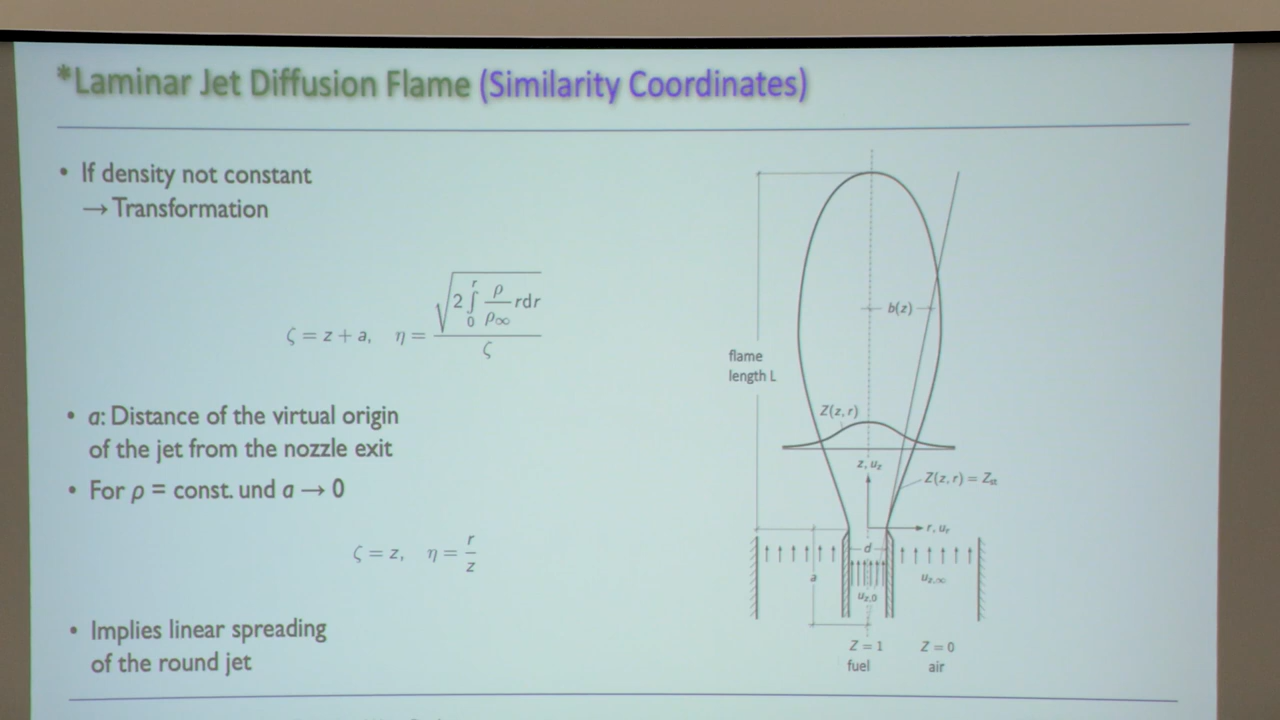 *Laminar Jet Diffusion Flame (Similarity Coordinates)
• If density not constant
→ Transformation
ζ = z + a, η = √(2 ∫₀ʳ ρ/ρ∞ rdr) / ζ
• a: Distance of the virtual origin
of the jet from the nozzle exit
• For ρ = const. und a → 0
ζ = z, η = r/z
• Implies linear spreading
of the round jet
b(z)
flame
length L
Z(z,r)
z, u_z
Z(z,r) = Z_st
r, u_r
d
a
u_z,∞
u_z,0
Z = 1
fuel
Z = 0
air